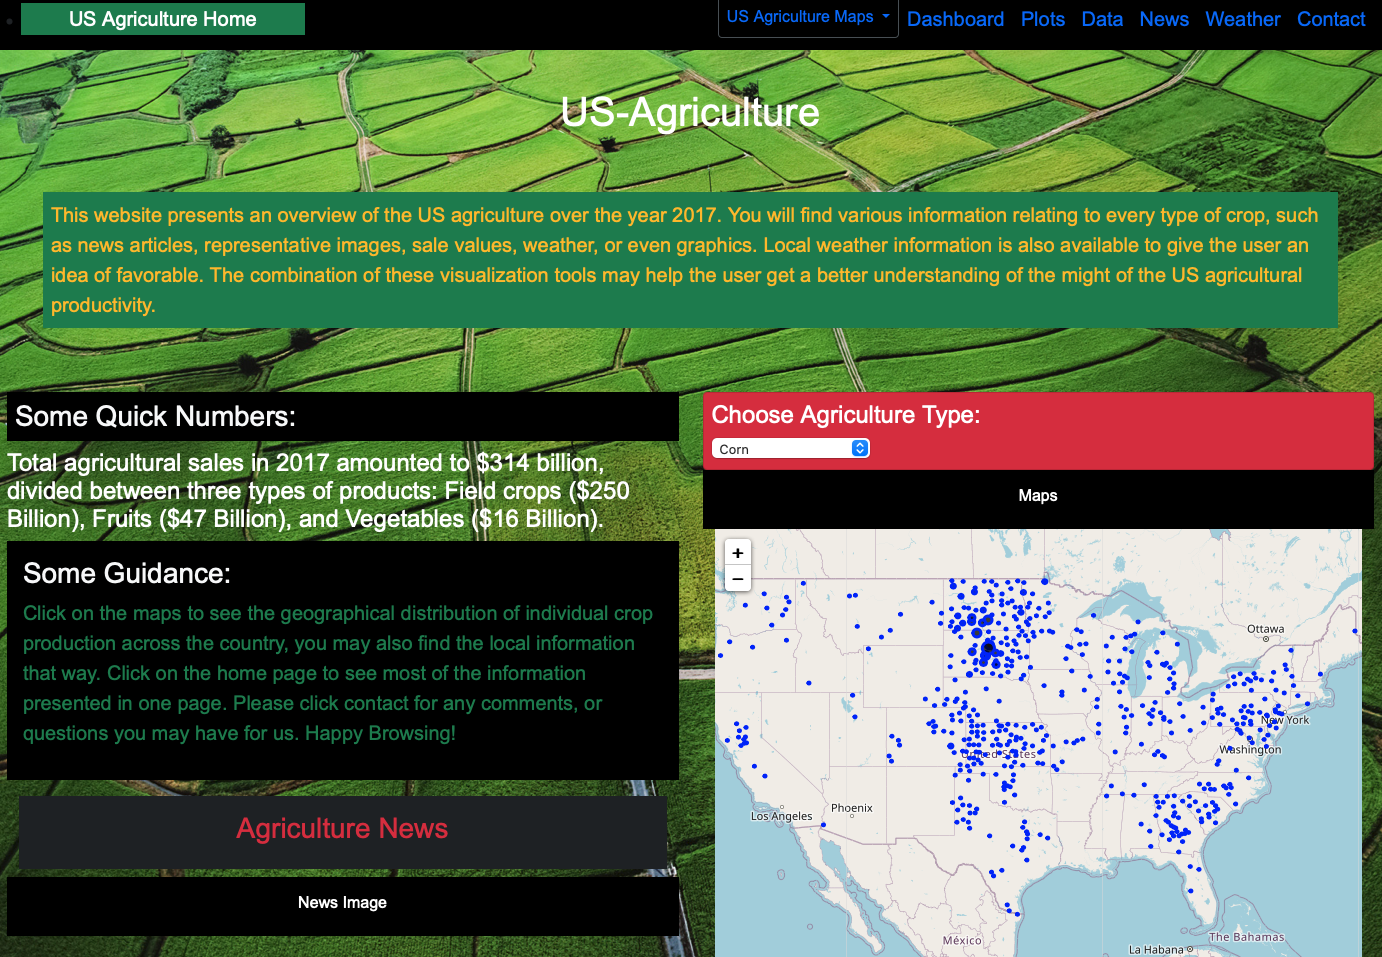 US Agriculture Home
US Agriculture Maps
Dashboard
Plots
Data
News
Weather
Contact
US-Agriculture
This website presents an overview of the US agriculture over the year 2017. You will find various information relating to every type of crop, such
as news articles, representative images, sale values, weather, or even graphics. Local weather information is also available to give the user an
idea of favorable. The combination of these visualization tools may help the user get a better understanding of the might of the US agricultural
productivity.
Some Quick Numbers:
Total agricultural sales in 2017 amounted to $314 billion,
divided between three types of products: Field crops ($250
Billion), Fruits ($47 Billion), and Vegetables ($16 Billion).
Some Guidance:
Click on the maps to see the geographical distribution of individual crop
production across the country, you may also find the local information
that way. Click on the home page to see most of the information
presented in one page. Please click contact for any comments, or
questions you may have for us. Happy Browsing!
Agriculture News
News Image
Choose Agriculture Type:
Corn
Maps
+
−
Ottawa
New York
Washington
United States
Phoenix
Los Angeles
México
La Habana
The Bahamas